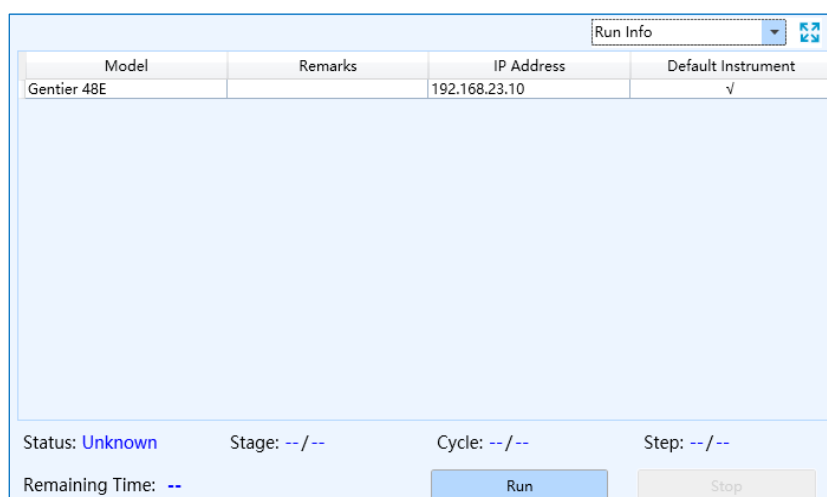 Run Info
Model Remarks IP Address Default Instrument
Gentier 48E 192.168.23.10 √
Status: Unknown Stage: --/-- Cycle: --/-- Step: --/--
Remaining Time: -- Run Stop